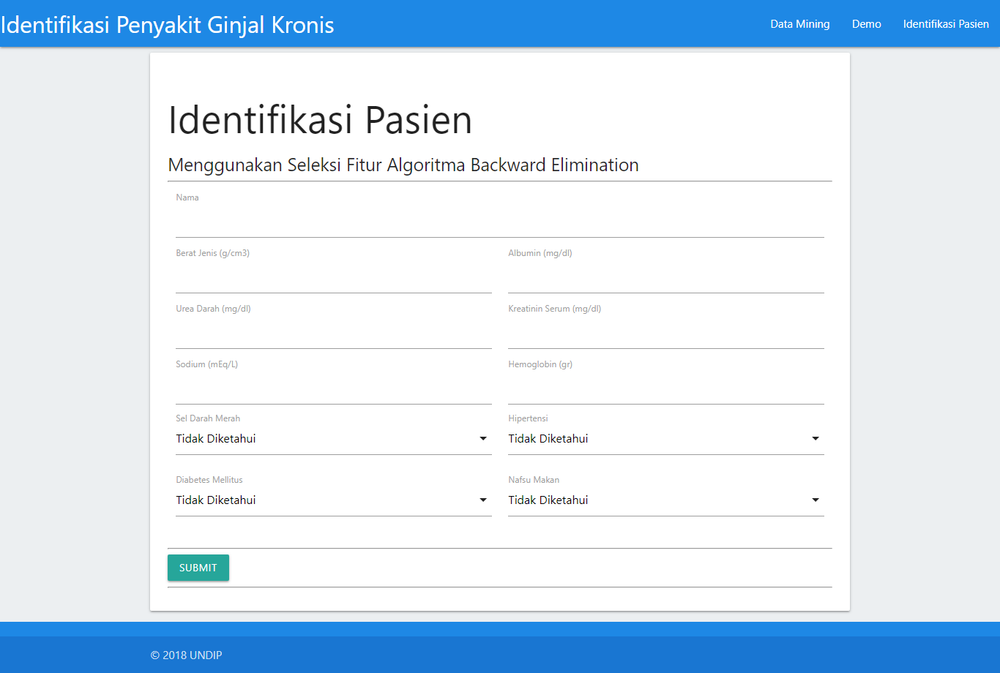 Identifikasi Penyakit Ginjal Kronis
Data Mining
Demo
Identifikasi Pasien
Identifikasi Pasien
Menggunakan Seleksi Fitur Algoritma Backward Elimination
Nama
Berat Jenis (g/cm3)
Albumin (mg/dl)
Urea Darah (mg/dl)
Kreatinin Serum (mg/dl)
Sodium (mEq/L)
Hemoglobin (gr)
Sel Darah Merah
Tidak Diketahui
Hipertensi
Tidak Diketahui
Diabetes Mellitus
Tidak Diketahui
Nafsu Makan
Tidak Diketahui
SUBMIT
© 2018 UNDIP